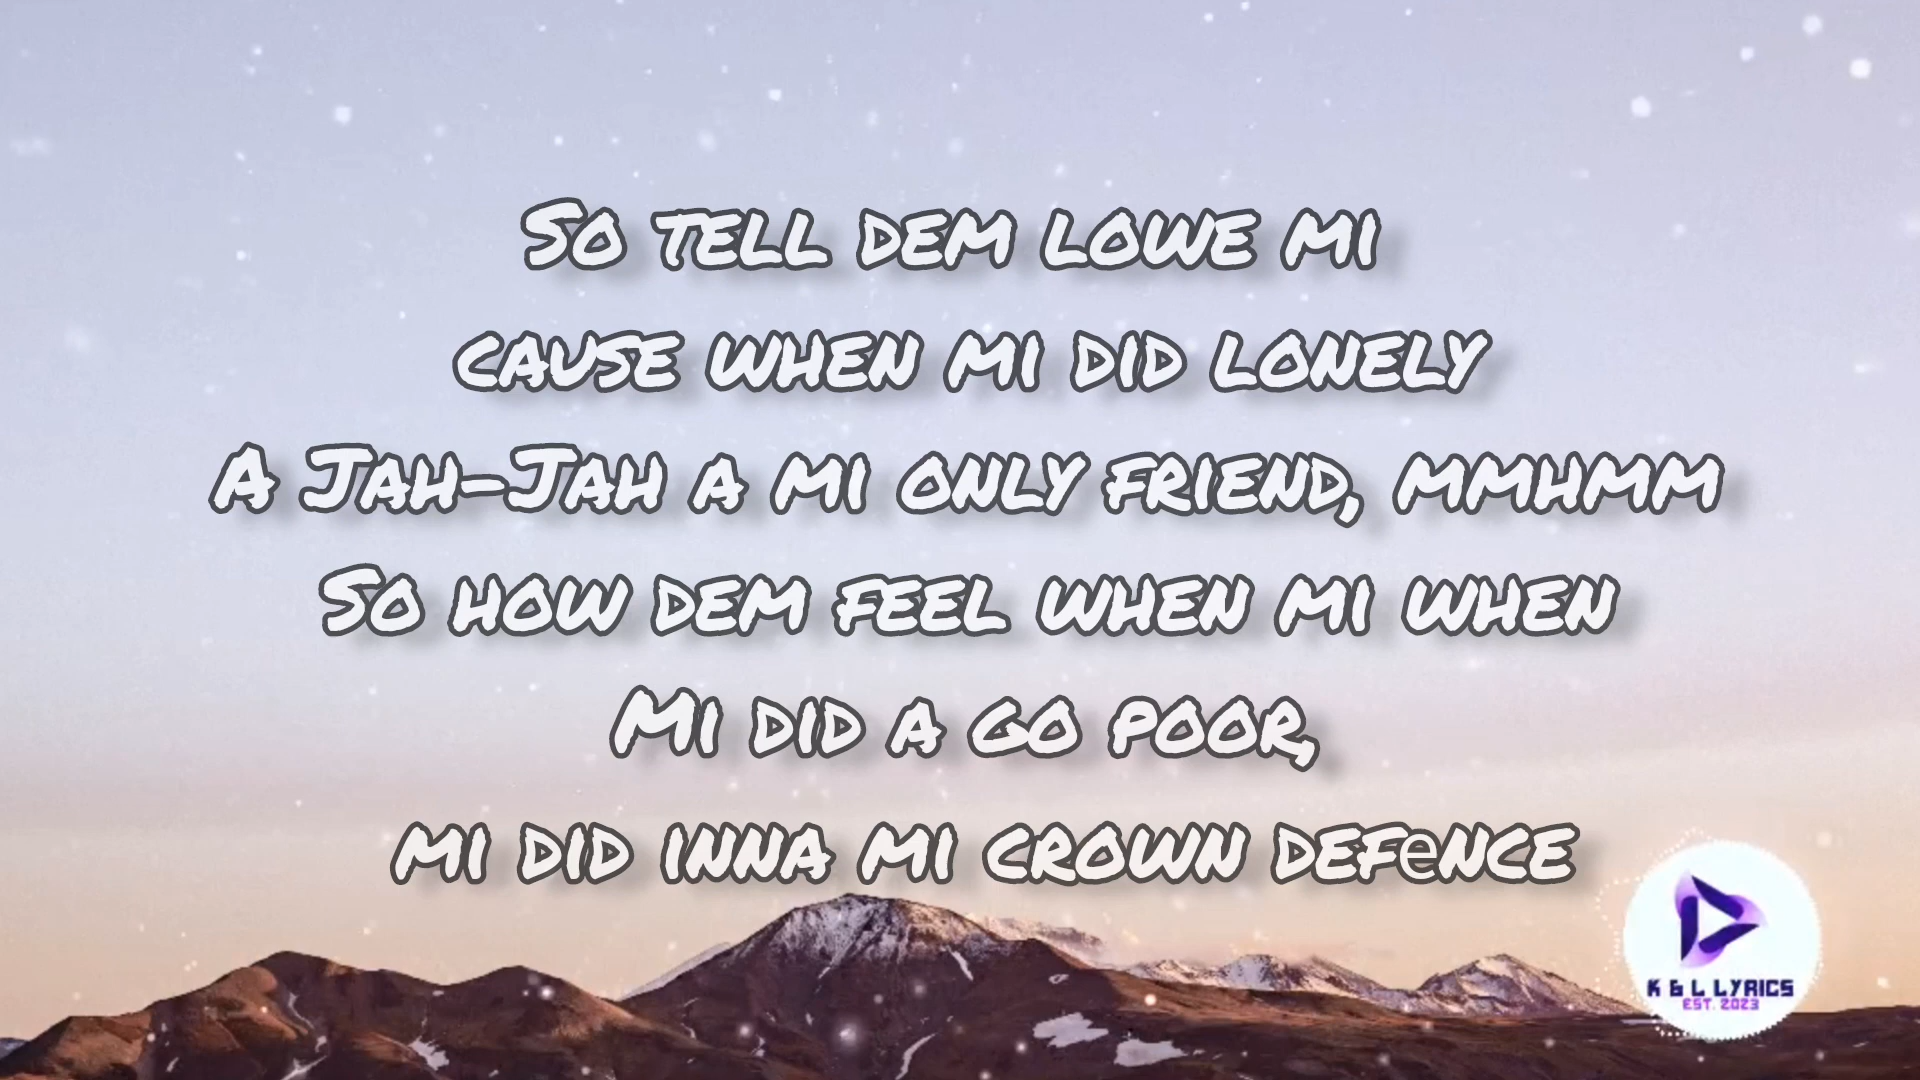 So tell dem lowe mi
cause when mi did lonely
A Jah-Jah a mi only friend, mmhmm
So how dem feel when mi when
Mi did a go poor,
mi did inna mi crown defеnce
K & L LYRICS
EST. 2023